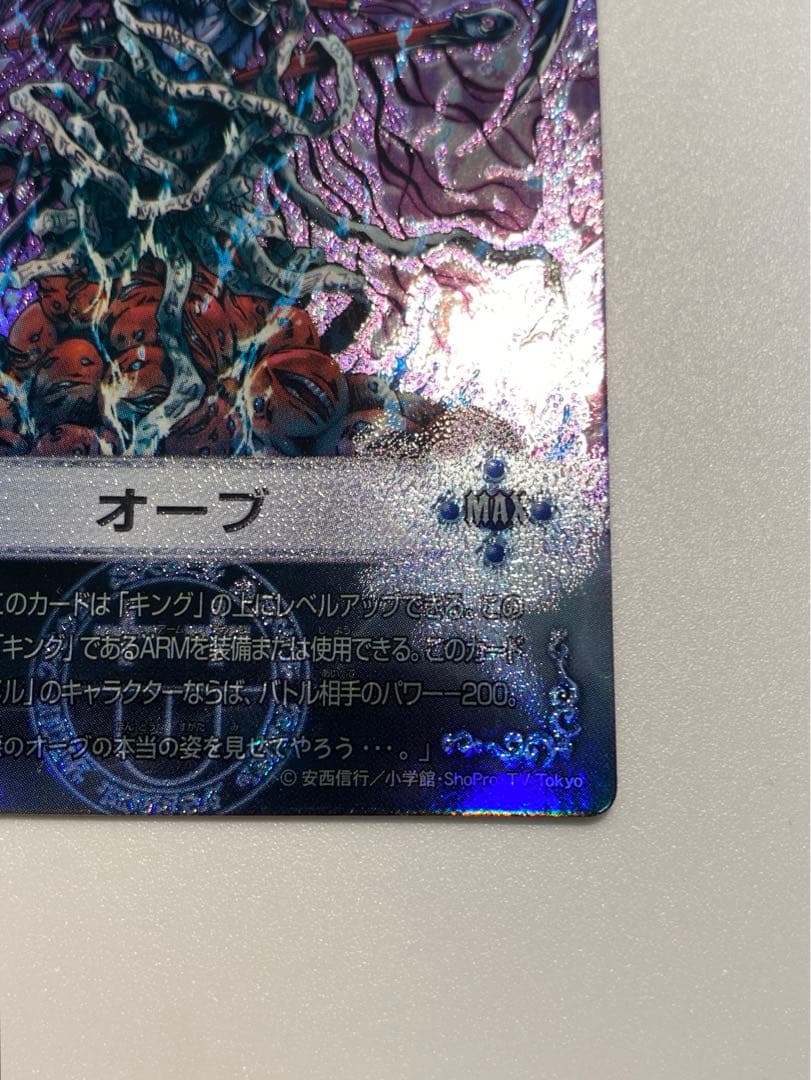 オーブ
MAX
このカードは「キング」の上にレベルアップできる。この
「キング」であるARMを装備または使用できる。このカード
ル」のキャラクターならば、バトル相手のパワー−200。
のオーブの本当の姿を見せてやろう・・・。」
© 安西信行／小学館・ShoPro, TV Tokyo